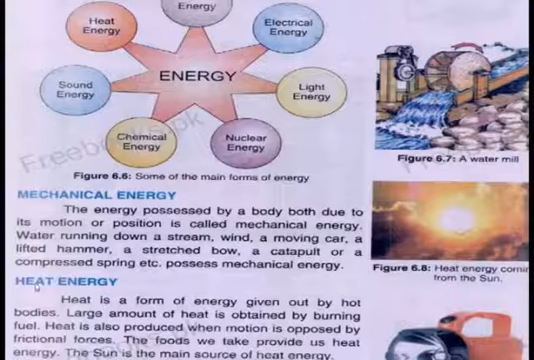 Energy
Heat
Energy
Electrical
Energy
Sound
Energy
ENERGY
Light
Energy
Chemical
Energy
Nuclear
Energy
Figure 6.6: Some of the main forms of energy
Figure 6.7: A water mill
MECHANICAL ENERGY
The energy possessed by a body both due to
its motion or position is called mechanical energy.
Water running down a stream, wind, a moving car, a
lifted hammer, a stretched bow, a catapult or a
compressed spring etc. possess mechanical energy.
Figure 6.8: Heat energy comin
from the Sun.
HEAT ENERGY
Heat is a form of energy given out by hot
bodies. Large amount of heat is obtained by burning
fuel. Heat is also produced when motion is opposed by
frictional forces. The foods we take provide us heat
energy. The Sun is the main source of heat energy.